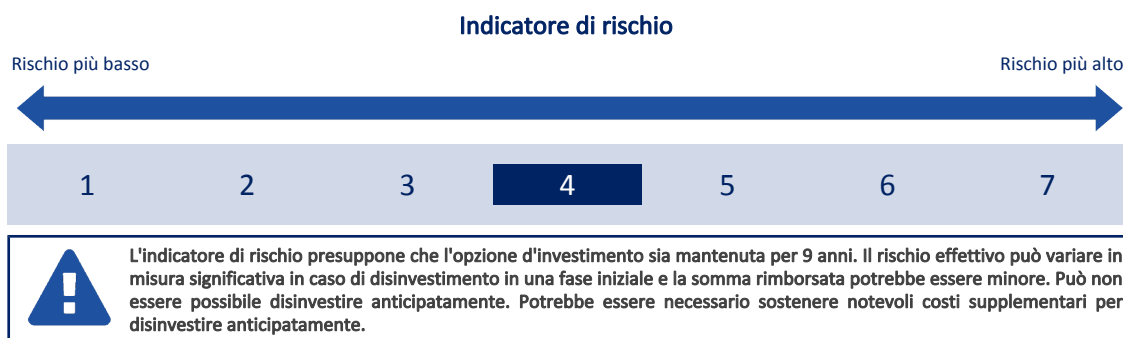 Indicatore di rischio
Rischio più basso
Rischio più alto
1 2 3 4 5 6 7
L'indicatore di rischio presuppone che l'opzione d'investimento sia mantenuta per 9 anni. Il rischio effettivo può variare in
misura significativa in caso di disinvestimento in una fase iniziale e la somma rimborsata potrebbe essere minore. Può non
essere possibile disinvestire anticipatamente. Potrebbe essere necessario sostenere notevoli costi supplementari per
disinvestire anticipatamente.